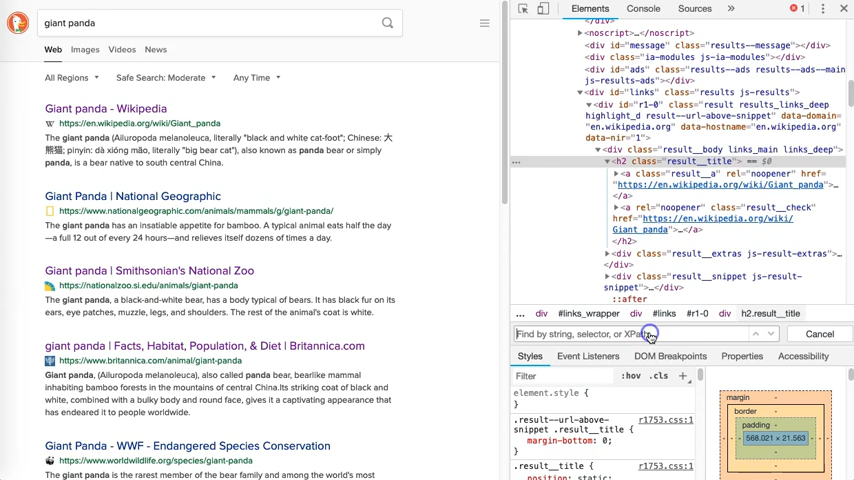 giant panda
Web Images Videos News
All Regions Safe Search: Moderate Any Time
Giant panda - Wikipedia
W https://en.wikipedia.org/wiki/Giant_panda
The giant panda (Ailuropoda melanoleuca, literally "black and white cat-foot"; Chinese: 大
熊猫; pinyin: dà xióng māo, literally "big bear cat"), also known as panda bear or simply
panda, is a bear native to south central China.
Giant Panda | National Geographic
https://www.nationalgeographic.com/animals/mammals/g/giant-panda/
The giant panda has an insatiable appetite for bamboo. A typical animal eats half the day
—a full 12 out of every 24 hours—and relieves itself dozens of times a day.
Giant panda | Smithsonian's National Zoo
https://nationalzoo.si.edu/animals/giant-panda
The giant panda, a black-and-white bear, has a body typical of bears. It has black fur on its
ears, eye patches, muzzle, legs, and shoulders. The rest of the animal's coat is white.
giant panda | Facts, Habitat, Population, & Diet | Britannica.com
https://www.britannica.com/animal/giant-panda
Giant panda, (Ailuropoda melanoleuca), also called panda bear, bearlike mammal
inhabiting bamboo forests in the mountains of central China.Its striking coat of black and
white, combined with a bulky body and round face, gives it a captivating appearance that
has endeared it to people worldwide.
Giant Panda - WWF - Endangered Species Conservation
https://www.worldwildlife.org/species/giant-panda
The giant panda is the rarest member of the bear family and among the world's most
Elements Console Sources » 1
</div>
<noscript>…</noscript>
<div id="message" class="results--message"></div>
<div class="ia-modules js-ia-modules"></div>
<div id="ads" class="results--ads results--ads--main
js-results-ads"></div>
<div id="links" class="results js-results">
<div id="r1-0" class="result results_links_deep
highlight_d result--url-above-snippet" data-domain=
"en.wikipedia.org" data-hostname="en.wikipedia.org"
data-nir="1">
<div class="result__body links_main links_deep">
… <h2 class="result__title"> == $0
<a class="result__a" rel="noopener" href=
"https://en.wikipedia.org/wiki/Giant_panda">…
</a>
<a rel="noopener" class="result__check"
href="https://en.wikipedia.org/wiki/
Giant_panda">…</a>
</h2>
<div class="result__extras js-result-extras">…
</div>
<div class="result__snippet js-result-
snippet">…</div>
::after
... div #links_wrapper div #links div #r1-0 div h2.result__title
Find by string, selector, or XPath Cancel
Styles Event Listeners DOM Breakpoints Properties Accessibility
Filter :hov .cls +
element.style {
}
.result--url-above- r1753.css:1
snippet .result__title {
margin-bottom: 0;
}
.result__title { r1753.css:1
position: static;
margin -
border -
padding -
568.021 × 21.563